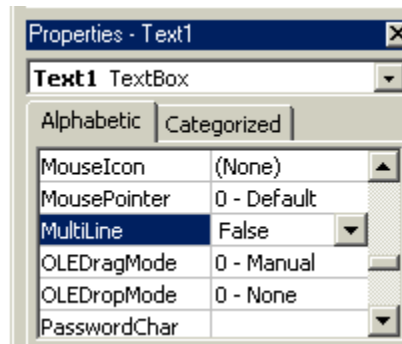 Properties - Text1
Text1 TextBox
Alphabetic Categorized
MouseIcon (None)
MousePointer 0 - Default
MultiLine False
OLEDragMode 0 - Manual
OLEDropMode 0 - None
PasswordChar